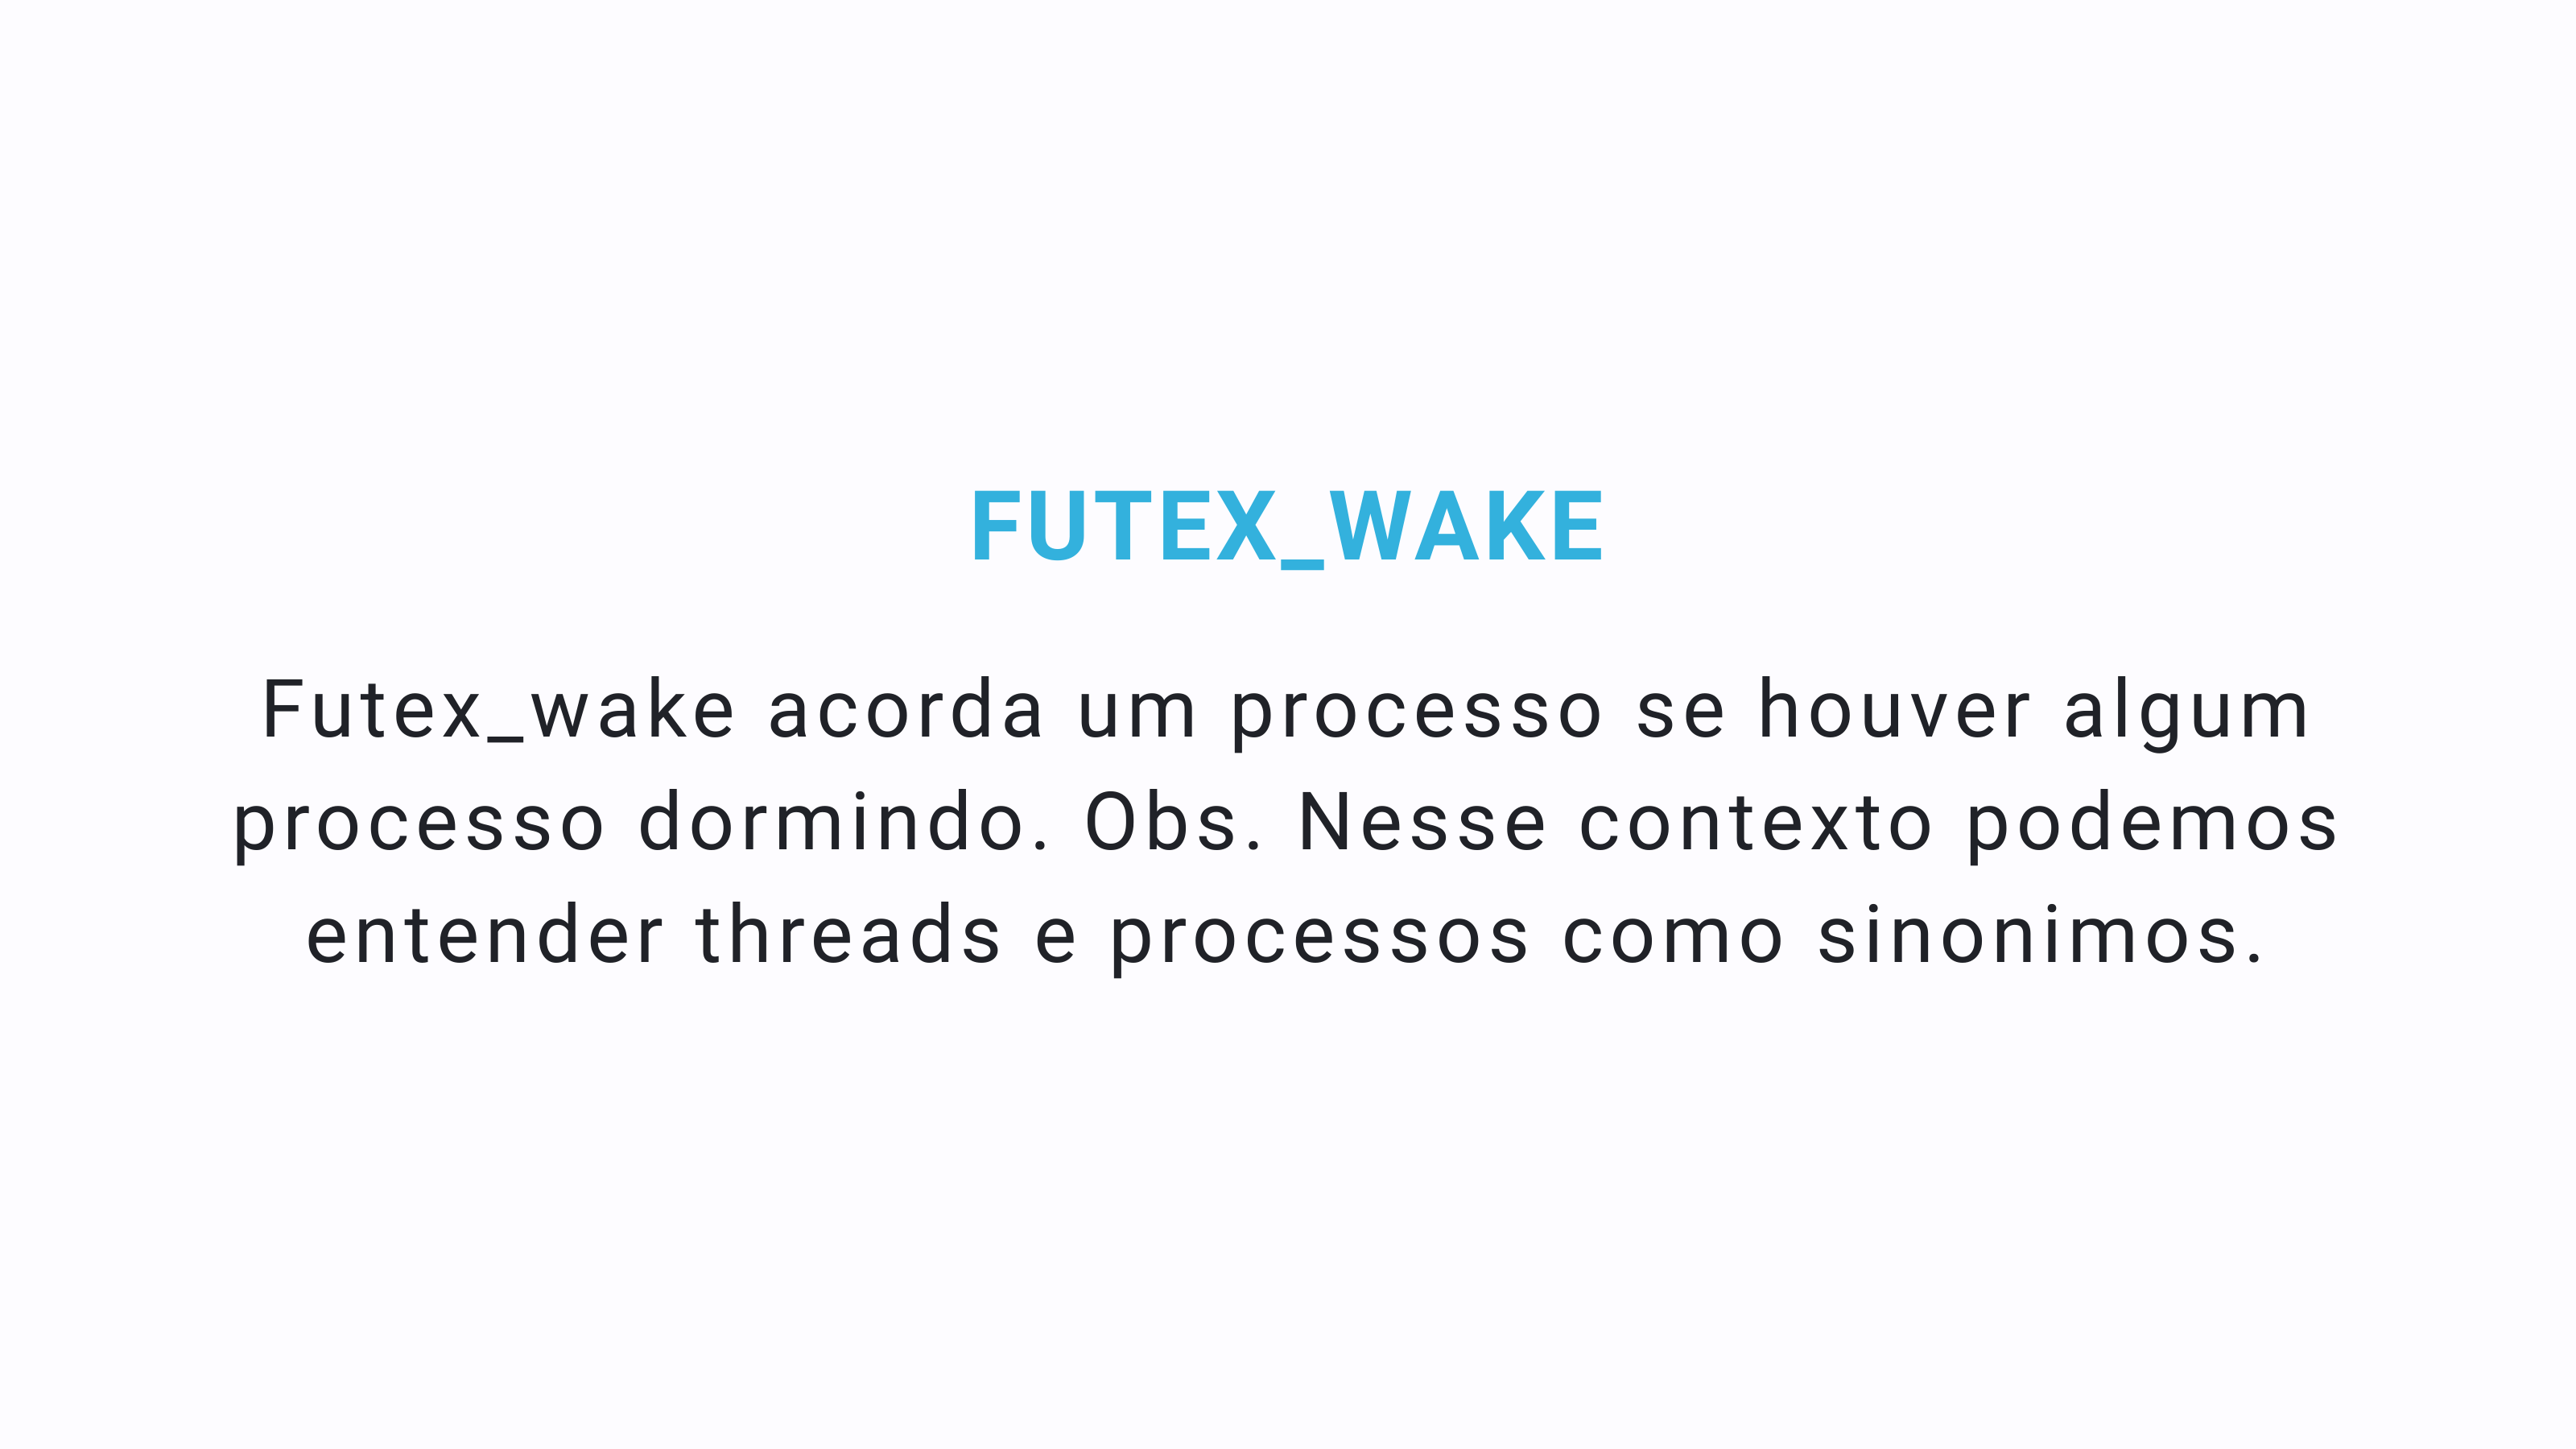 FUTEX_WAKE
Futex_wake acorda um processo se houver algum
processo dormindo. Obs. Nesse contexto podemos
entender threads e processos como sinonimos.